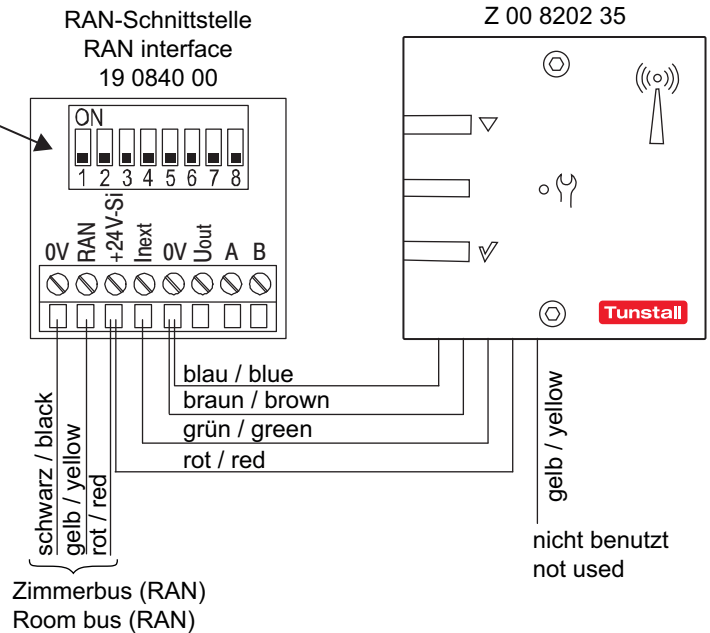 RAN-Schnittstelle
RAN interface
19 0840 00
Z 00 8202 35
ON
1 2 3 4 5 6 7 8
0V RAN +24V-Si Inext 0V Uout A B
Tunstall
blau / blue
braun / brown
grün / green
rot / red
schwarz / black
gelb / yellow
rot / red
gelb / yellow
nicht benutzt
not used
Zimmerbus (RAN)
Room bus (RAN)